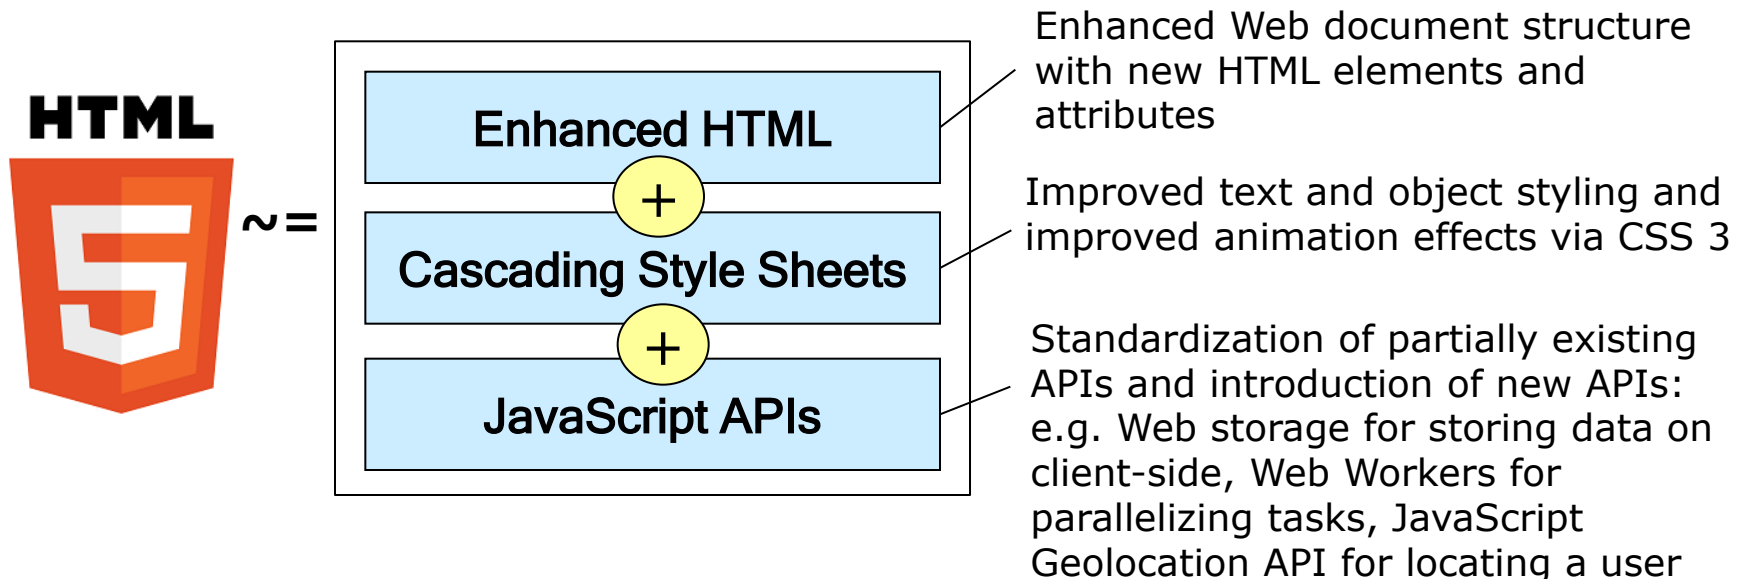 HTML
5
~=
Enhanced HTML
+
Cascading Style Sheets
+
JavaScript APIs
Enhanced Web document structure
with new HTML elements and
attributes
Improved text and object styling and
improved animation effects via CSS 3
Standardization of partially existing
APIs and introduction of new APIs:
e.g. Web storage for storing data on
client-side, Web Workers for
parallelizing tasks, JavaScript
Geolocation API for locating a user